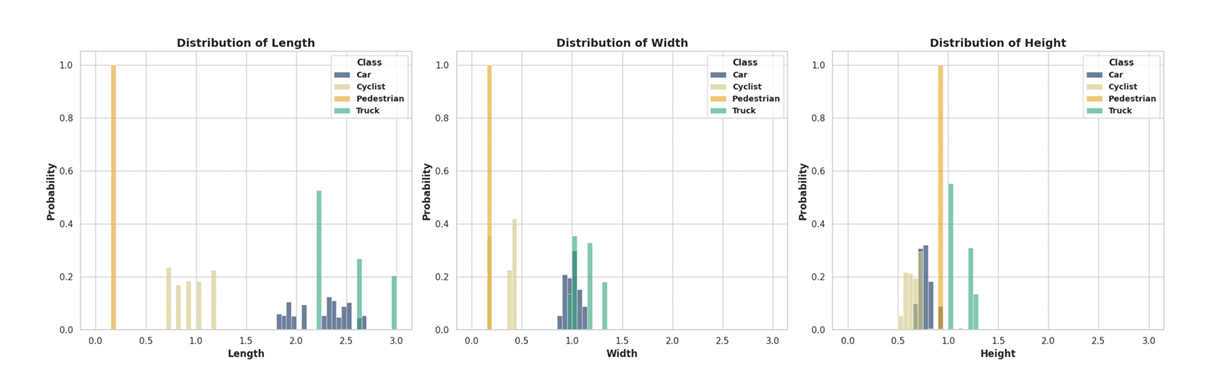 Distribution of Length
Class
Car
Cyclist
Pedestrian
Truck
1.0
0.8
0.6
0.4
0.2
0.0
Probability
0.0 0.5 1.0 1.5 2.0 2.5 3.0
Length
Distribution of Width
Class
Car
Cyclist
Pedestrian
Truck
1.0
0.8
0.6
0.4
0.2
0.0
Probability
0.0 0.5 1.0 1.5 2.0 2.5 3.0
Width
Distribution of Height
Class
Car
Cyclist
Pedestrian
Truck
1.0
0.8
0.6
0.4
0.2
0.0
Probability
0.0 0.5 1.0 1.5 2.0 2.5 3.0
Height